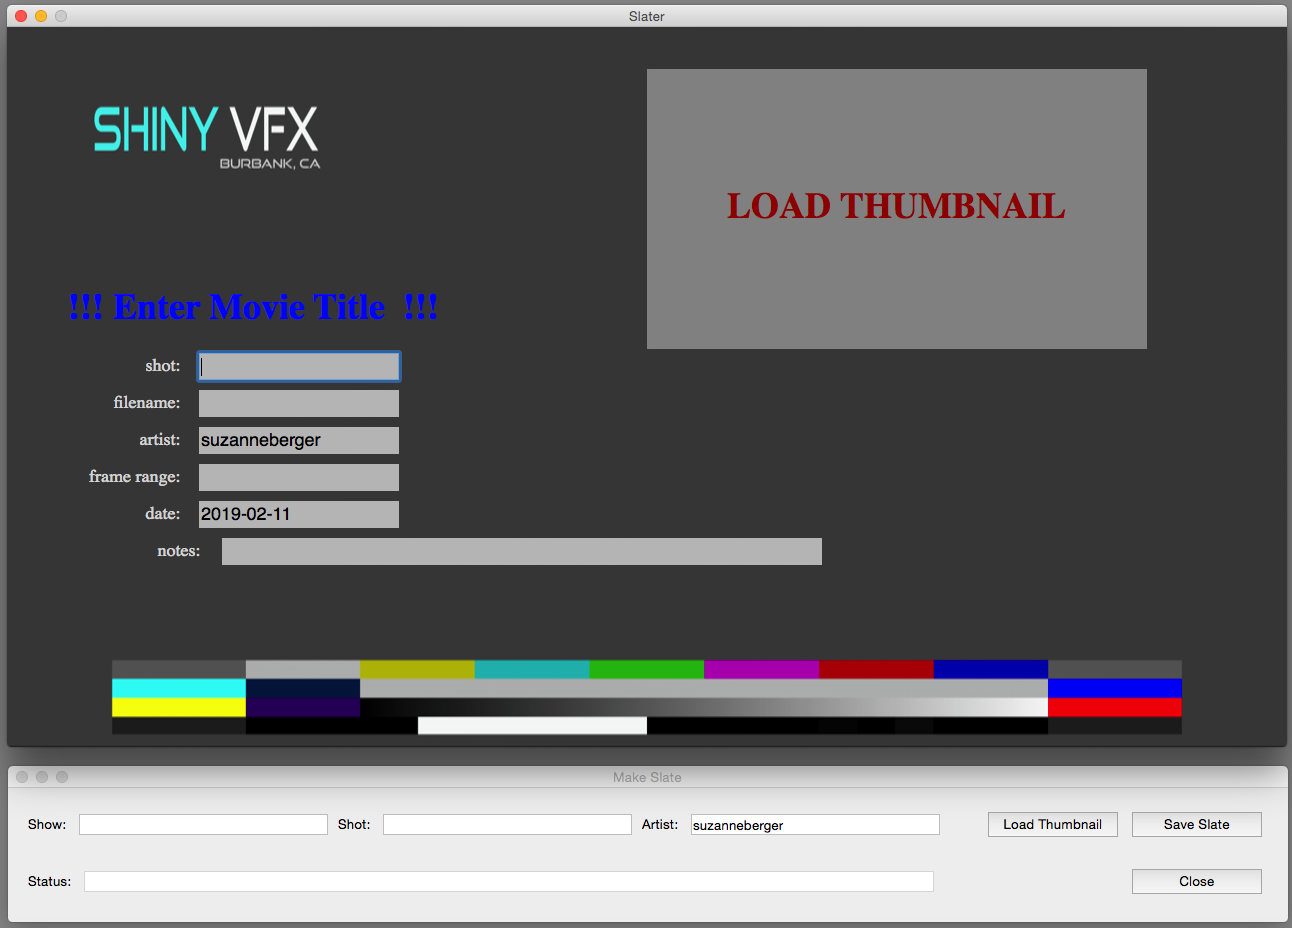 Slater
SHINY VFX
BURBANK, CA
LOAD THUMBNAIL
!!! Enter Movie Title  !!!
shot:
filename:
artist: suzanneberger
frame range:
date: 2019-02-11
notes:
Make Slate
Show: Shot: Artist: suzanneberger Load Thumbnail Save Slate
Status: Close